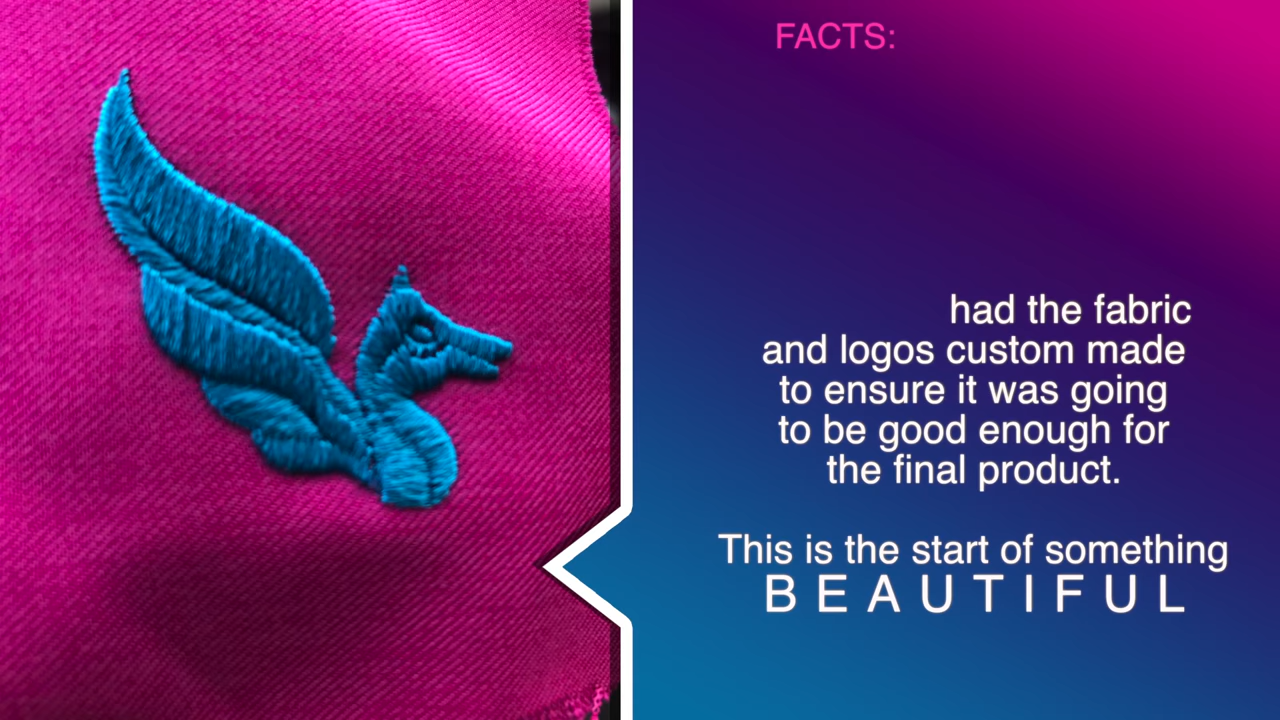 FACTS:
had the fabric
and logos custom made
to ensure it was going
to be good enough for
the final product.
This is the start of something
BEAUTIFUL